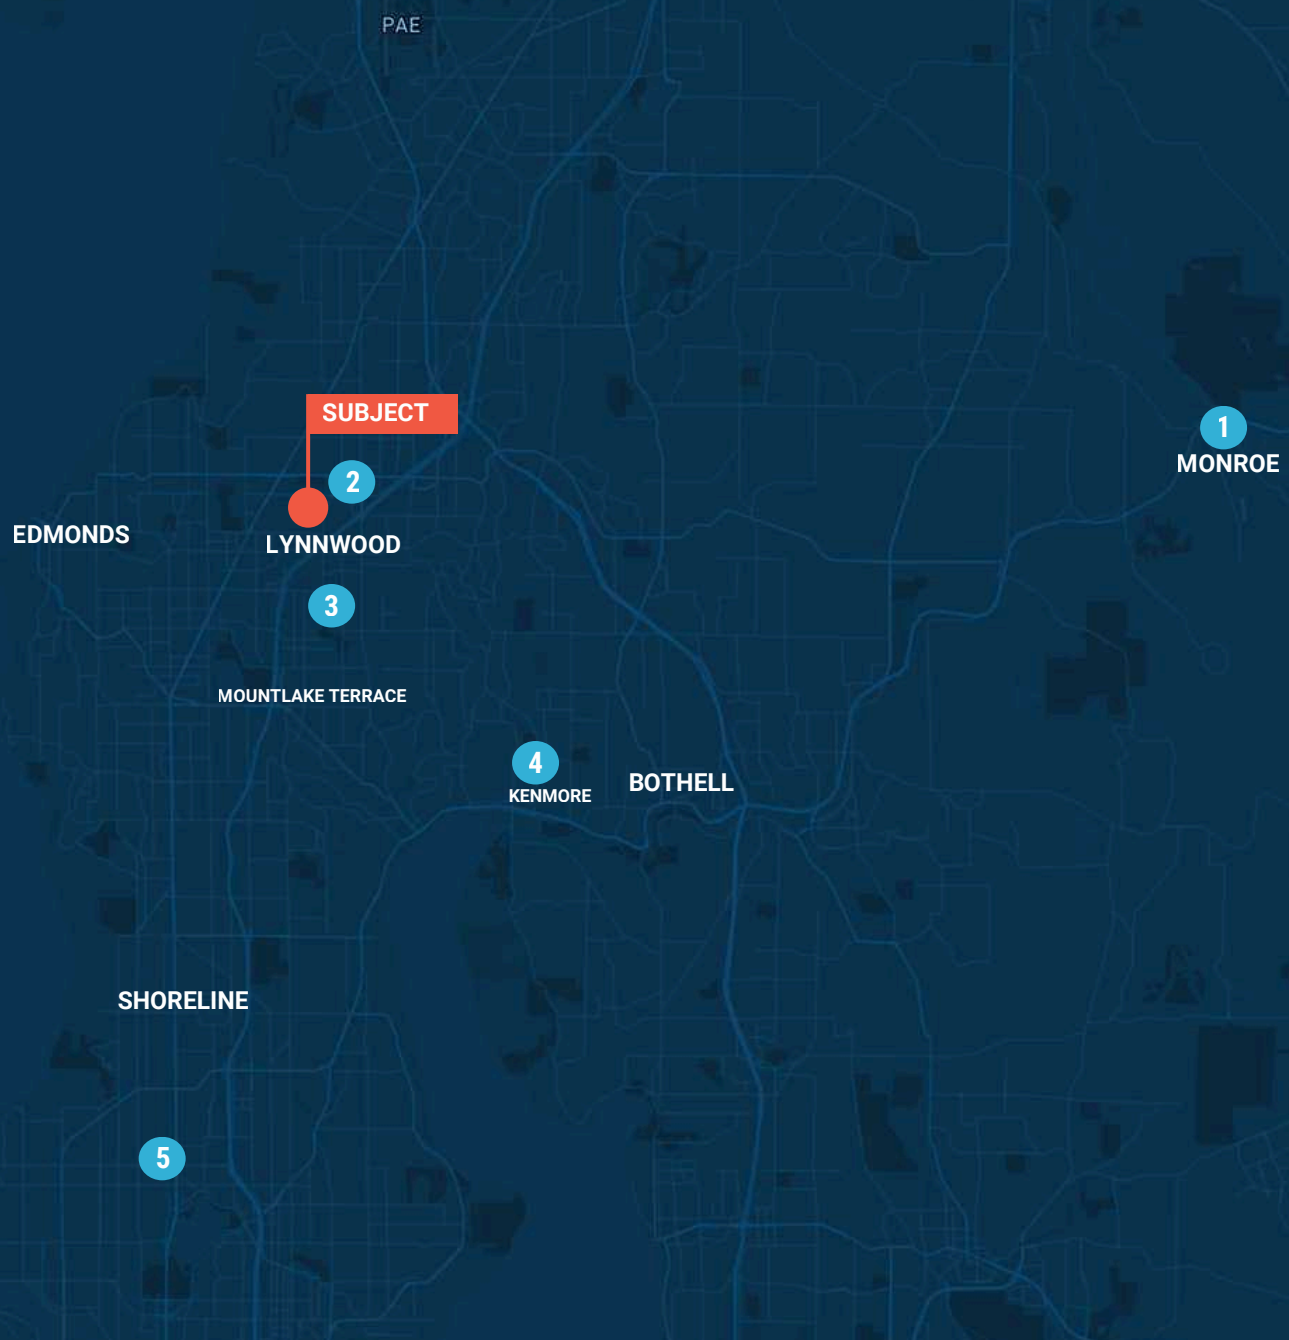 PAE
SUBJECT
1
MONROE
2
EDMONDS
LYNNWOOD
3
MOUNTLAKE TERRACE
4
KENMORE
BOTHELL
SHORELINE
5